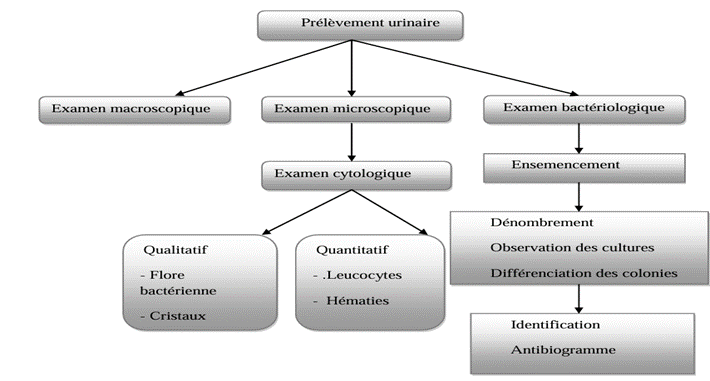 Prélèvement urinaire
Examen macroscopique
Examen microscopique
Examen bactériologique
Examen cytologique
Ensemencement
Qualitatif
- Flore
bactérienne
- Cristaux
Quantitatif
- .Leucocytes
- Hématies
Dénombrement
Observation des cultures
Différenciation des colonies
Identification
Antibiogramme